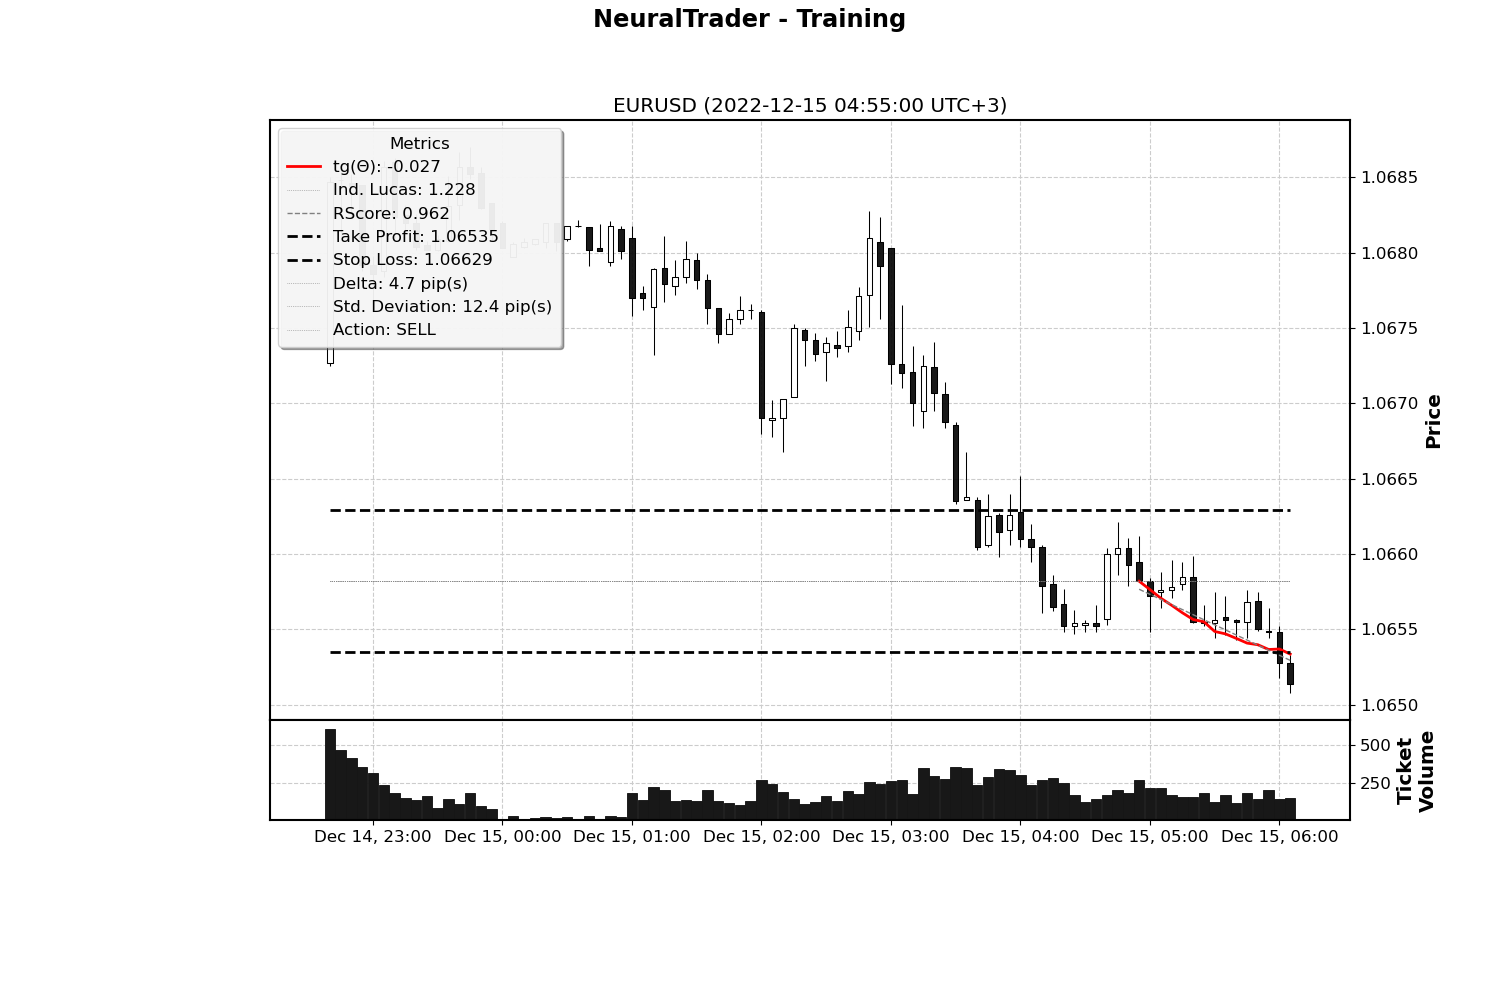 NeuralTrader - Training
EURUSD (2022-12-15 04:55:00 UTC+3)
Metrics
tg(Θ): -0.027
Ind. Lucas: 1.228
RScore: 0.962
Take Profit: 1.06535
Stop Loss: 1.06629
Delta: 4.7 pip(s)
Std. Deviation: 12.4 pip(s)
Action: SELL
1.0685
1.0680
1.0675
1.0670
1.0665
1.0660
1.0655
1.0650
Price
500
250
Ticket
Volume
Dec 14, 23:00 Dec 15, 00:00 Dec 15, 01:00 Dec 15, 02:00 Dec 15, 03:00 Dec 15, 04:00 Dec 15, 05:00 Dec 15, 06:00